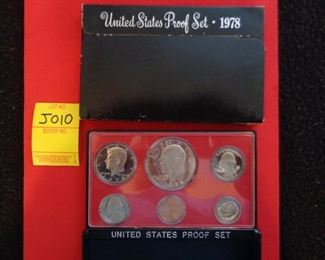 United States Proof Set · 1978
LOT NO.
J010
BUYER NO.
UNITED STATES PROOF SET